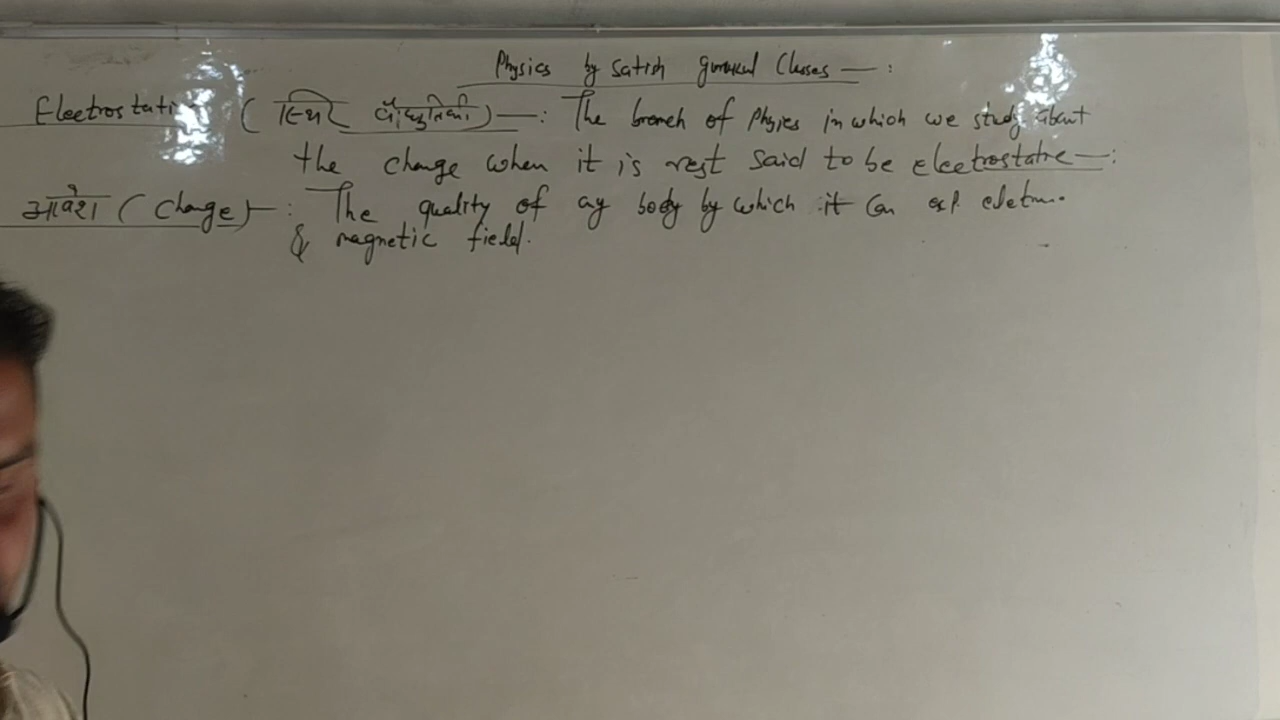 Physics by Satish gurukul Classes —:
Electrostati (स्थिर वैद्युतिकी) —: The branch of Physics in which we study about
the charge when it is rest said to be electrostatic —:
आवेश (Charge) —: The quality of any body by which it can exp.
& magnetic field.